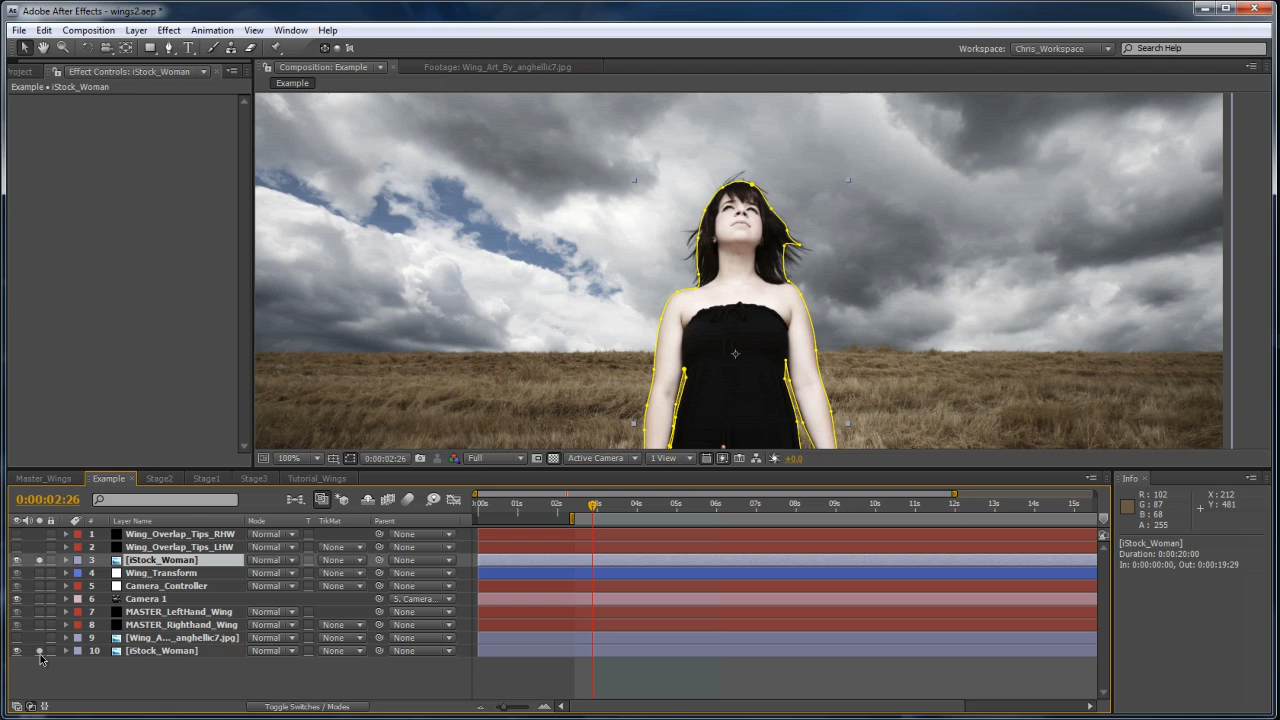 Adobe After Effects - wings2.aep *
File Edit Composition Layer Effect Animation View Window Help
Workspace: Chris_Workspace Search Help
roject Effect Controls: iStock_Woman Composition: Example Footage: Wing_Art_By_anghellic7.jpg
Example • iStock_Woman Example
100% 0:00:02:26 Full Active Camera 1 View +0.0
Master_Wings Example Stage2 Stage1 Stage3 Tutorial_Wings Info
0:00:02:26 :00s 01s 02s 03s 04s 05s 06s 07s 08s 09s 10s 11s 12s 13s 14s 15s
R: 102 X: 212
G: 87 Y: 481
B: 68
A: 255
# Layer Name Mode T TrkMat Parent
1 Wing_Overlap_Tips_RHW Normal None
2 Wing_Overlap_Tips_LHW Normal None None
3 [iStock_Woman] Normal None None
4 Wing_Transform Normal None None
5 Camera_Controller Normal None None
6 Camera 1 5. Camera...
7 MASTER_LeftHand_Wing Normal None
8 MASTER_Righthand_Wing Normal None None
9 [Wing_A..._anghellic7.jpg] Normal None None
10 [iStock_Woman] Normal None None
[iStock_Woman]
Duration: 0:00:20:00
In: 0:00:00:00, Out: 0:00:19:29
Toggle Switches / Modes